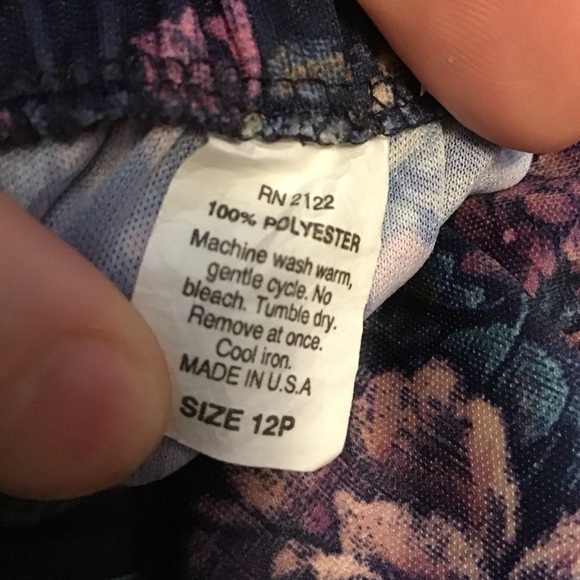 RN 2122
100% POLYESTER
Machine wash warm,
gentle cycle. No
bleach. Tumble dry.
Remove at once.
Cool iron.
MADE IN U.S.A
SIZE 12P